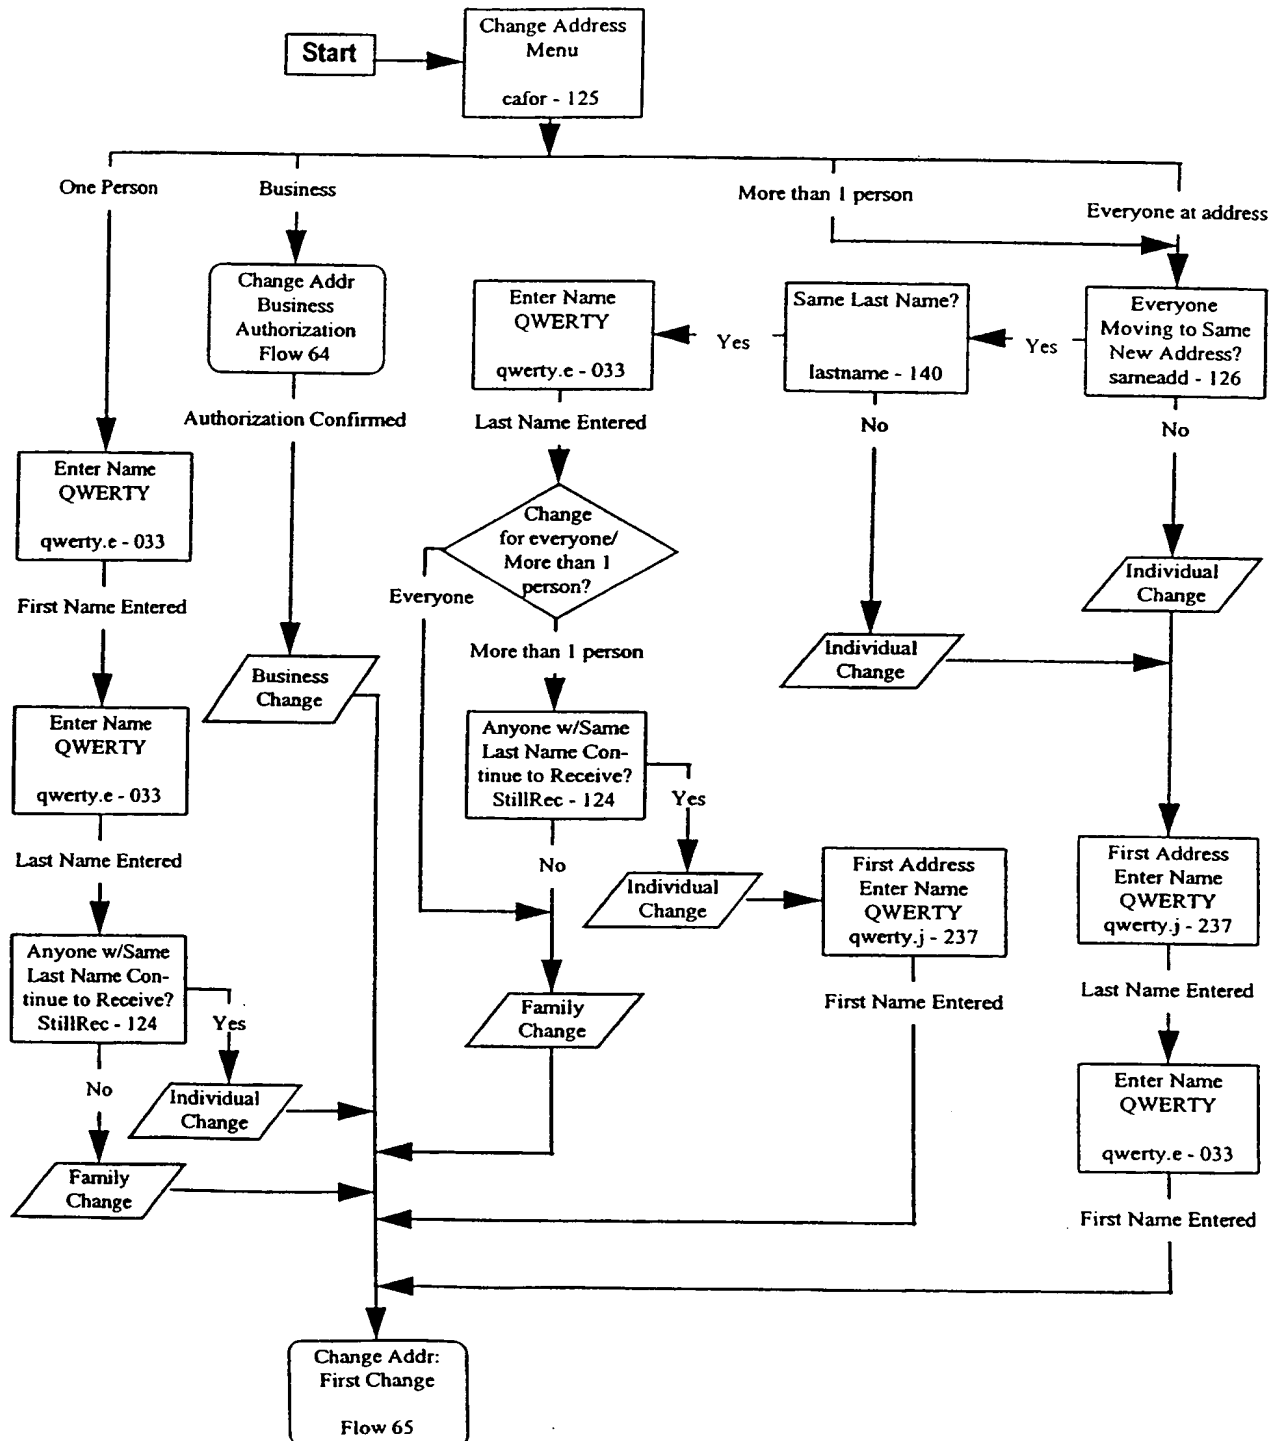 Start
Change Address
Menu
cafor - 125
One Person
Business
More than 1 person
Everyone at address
Change Addr
Business
Authorization
Flow 64
Enter Name
QWERTY
qwerty.e - 033
Same Last Name?
lastname - 140
Everyone
Moving to Same
New Address?
sameadd - 126
Yes
Yes
Authorization Confirmed
Last Name Entered
No
No
Enter Name
QWERTY
qwerty.e - 033
Change
for everyone/
More than 1
person?
Everyone
Individual
Change
First Name Entered
More than 1 person
Individual
Change
Business
Change
Enter Name
QWERTY
qwerty.e - 033
Anyone w/Same
Last Name Con-
tinue to Receive?
StillRec - 124
Yes
Last Name Entered
No
Individual
Change
First Address
Enter Name
QWERTY
qwerty.j - 237
First Address
Enter Name
QWERTY
qwerty.j - 237
Anyone w/Same
Last Name Con-
tinue to Receive?
StillRec - 124
Yes
Family
Change
First Name Entered
Last Name Entered
No
Individual
Change
Enter Name
QWERTY
qwerty.e - 033
Family
Change
First Name Entered
Change Addr:
First Change
Flow 65